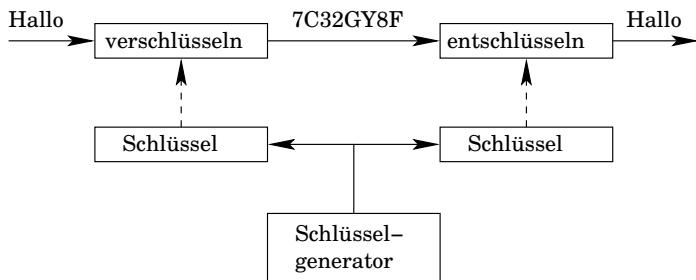 Hallo
7C32GY8F
Hallo
verschlüsseln
entschlüsseln
Schlüssel
Schlüssel
Schlüssel–
generator